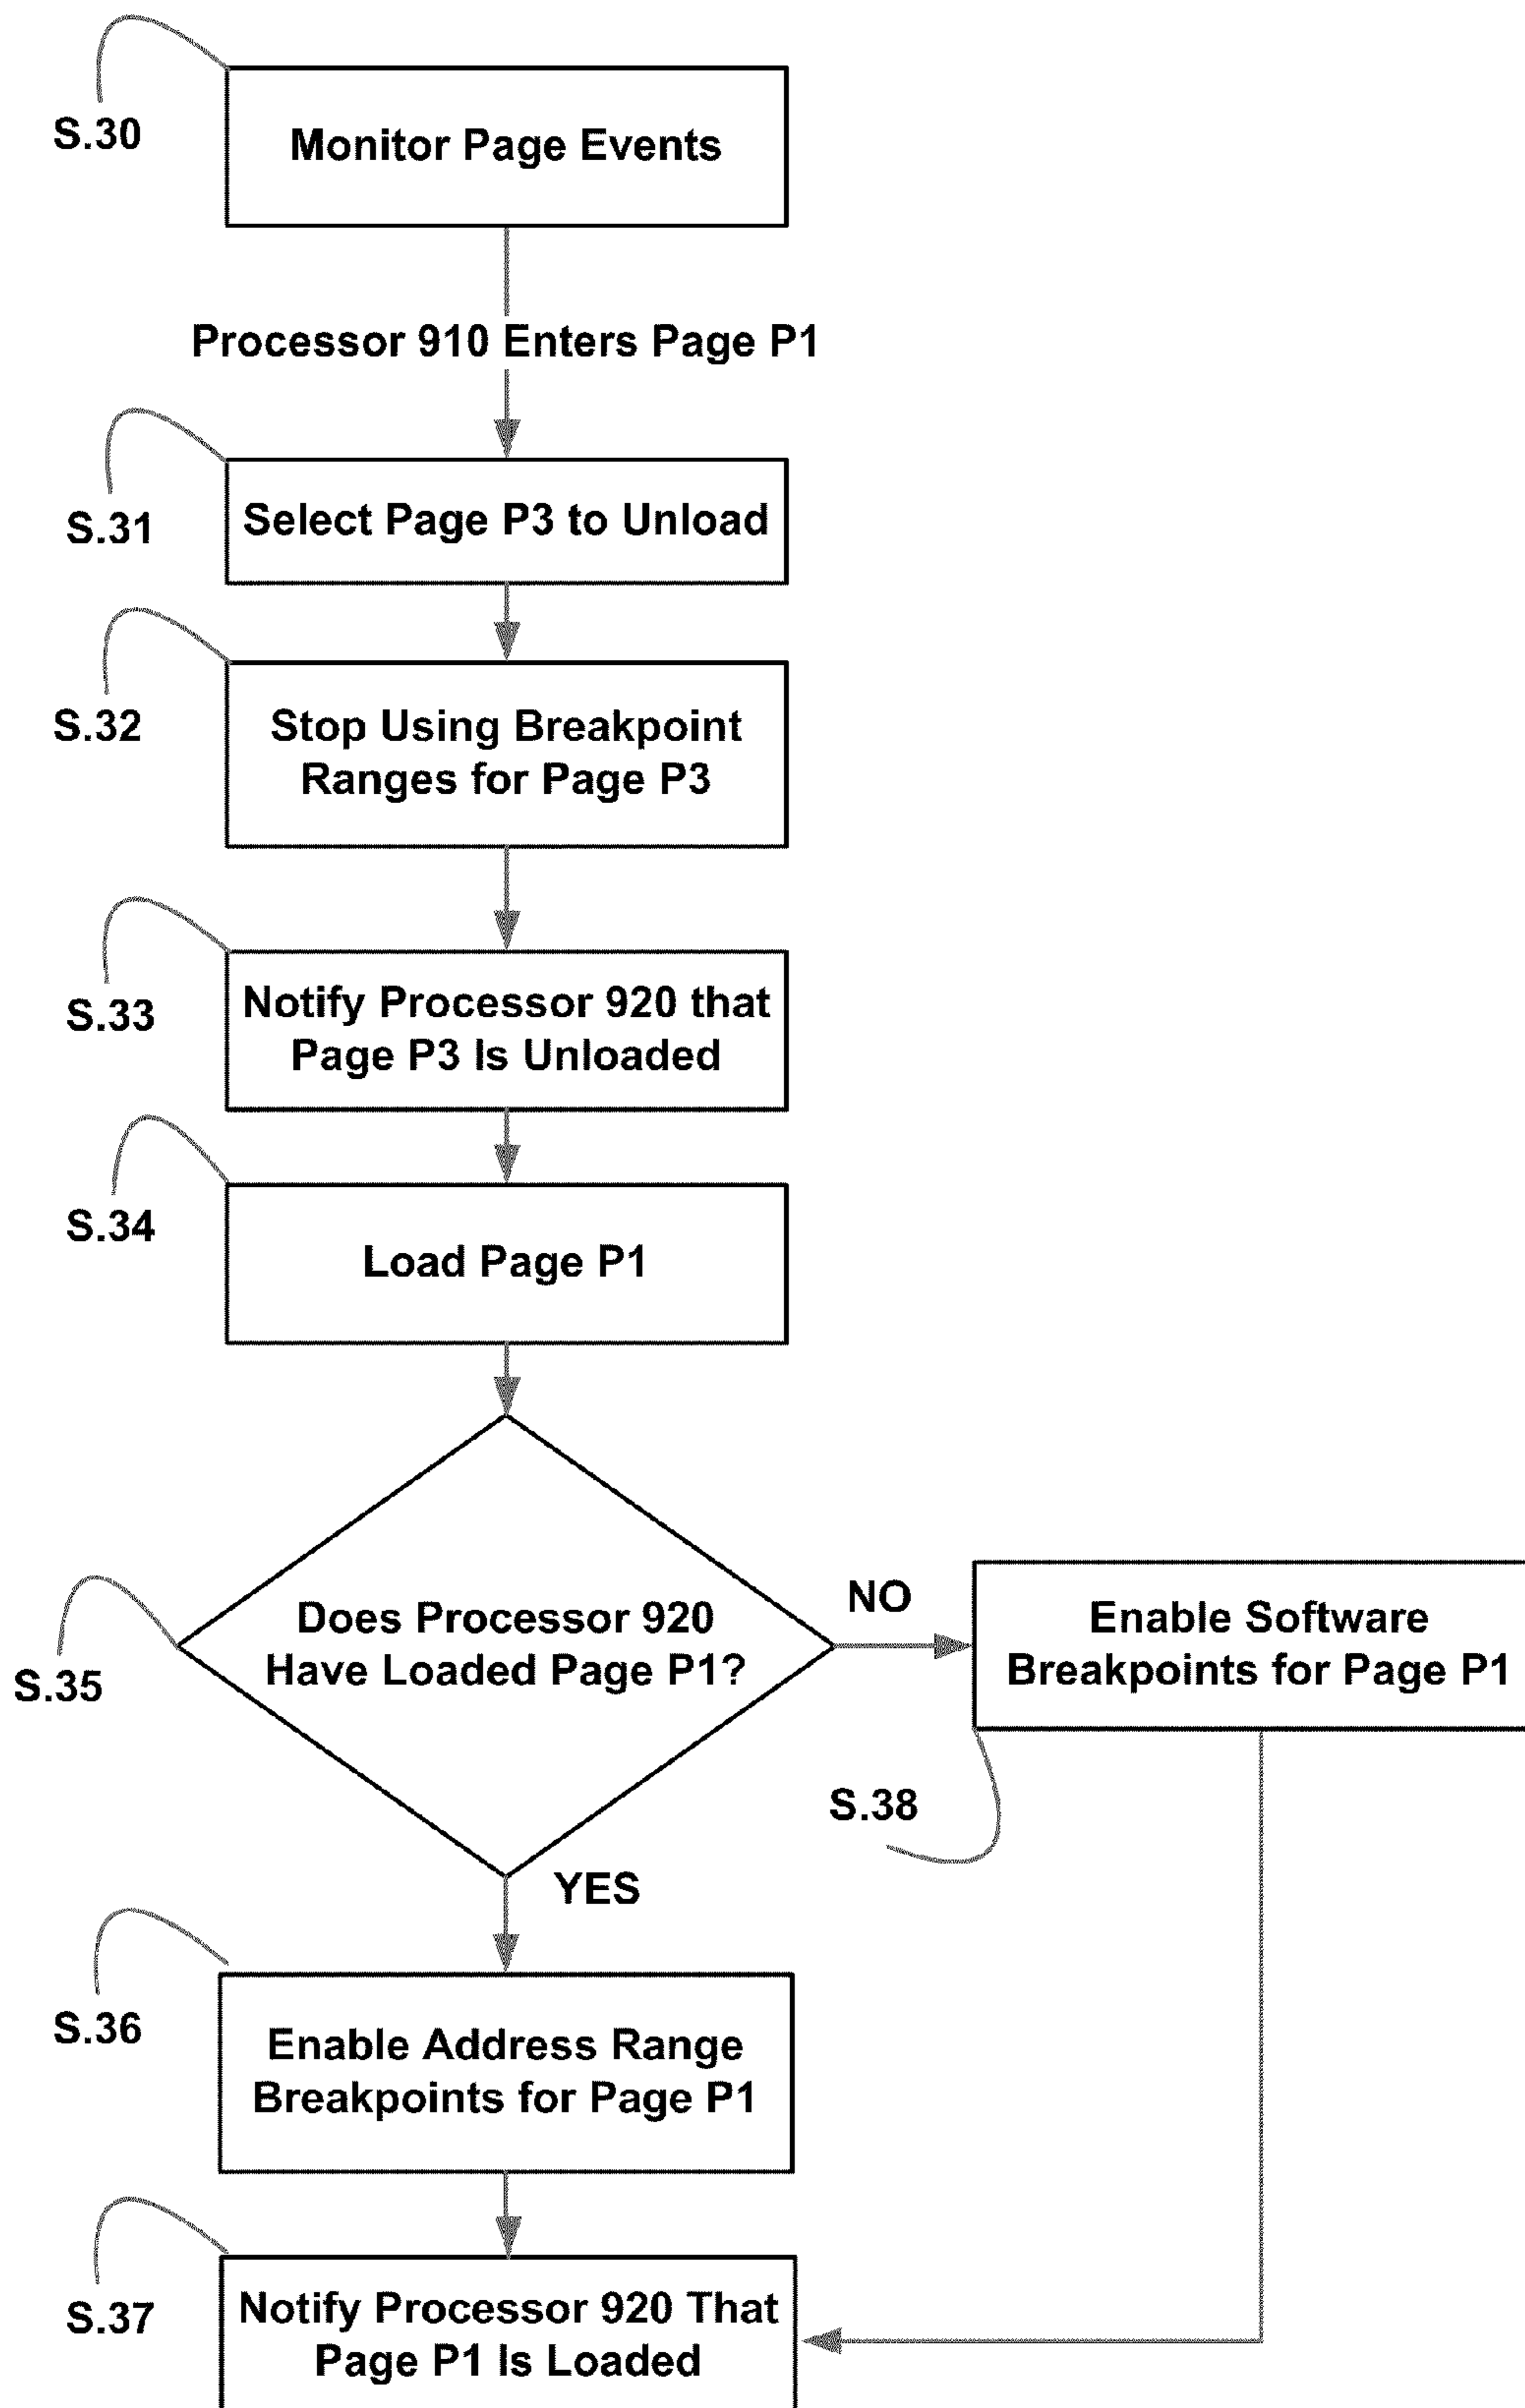 S.30
Monitor Page Events
Processor 910 Enters Page P1
S.31
Select Page P3 to Unload
S.32
Stop Using Breakpoint
Ranges for Page P3
S.33
Notify Processor 920 that
Page P3 Is Unloaded
S.34
Load Page P1
S.35
Does Processor 920
Have Loaded Page P1?
NO
Enable Software
Breakpoints for Page P1
S.38
YES
S.36
Enable Address Range
Breakpoints for Page P1
S.37
Notify Processor 920 That
Page P1 Is Loaded